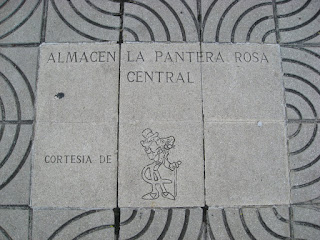 ALMACEN LA PANTERA ROSA
CENTRAL
CORTESIA DE